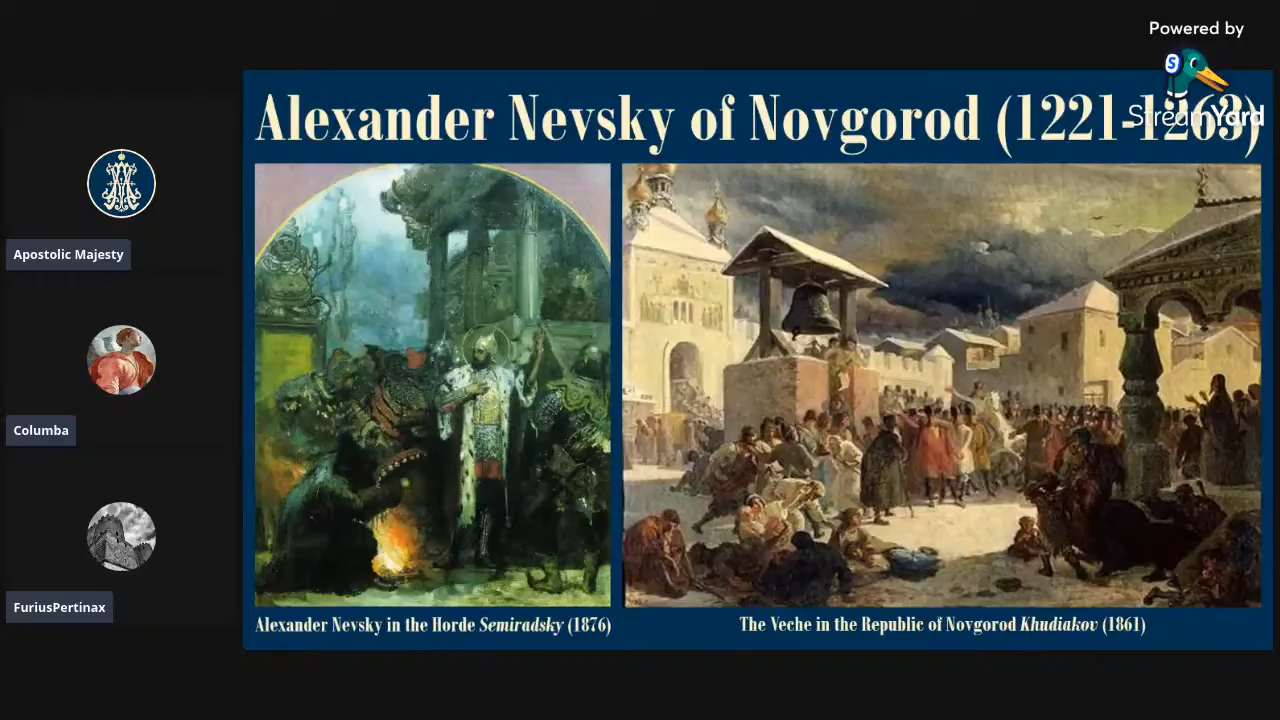 Powered by
StreamYard
Alexander Nevsky of Novgorod (1221-1263)
Apostolic Majesty
Columba
FuriusPertinax
Alexander Nevsky in the Horde Semiradsky (1876)
The Veche in the Republic of Novgorod Khudiakov (1861)